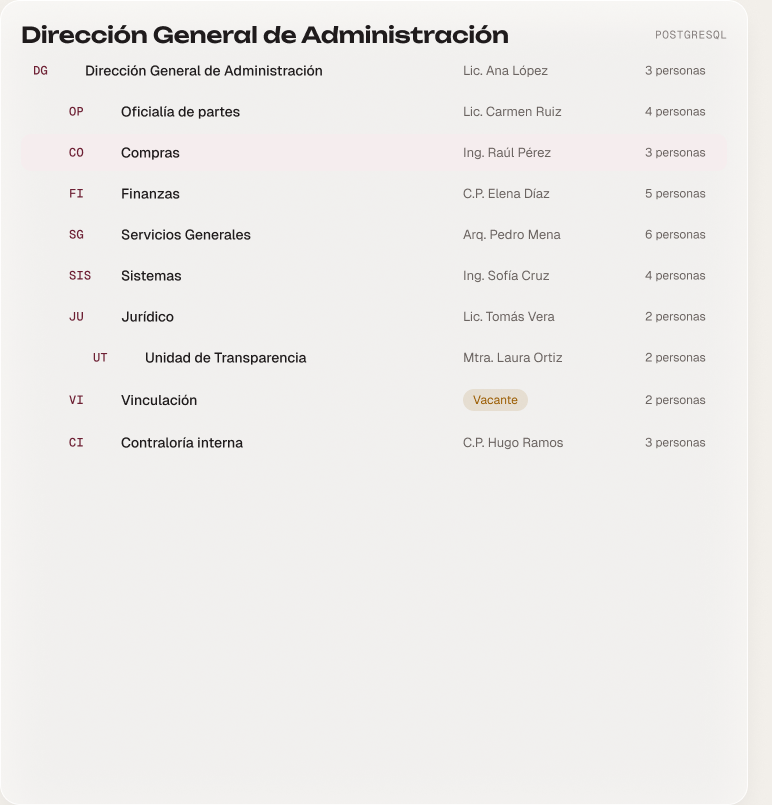 Dirección General de Administración POSTGRESQL
DG Dirección General de Administración Lic. Ana López 3 personas
OP Oficialía de partes Lic. Carmen Ruiz 4 personas
CO Compras Ing. Raúl Pérez 3 personas
FI Finanzas C.P. Elena Díaz 5 personas
SG Servicios Generales Arq. Pedro Mena 6 personas
SIS Sistemas Ing. Sofía Cruz 4 personas
JU Jurídico Lic. Tomás Vera 2 personas
UT Unidad de Transparencia Mtra. Laura Ortiz 2 personas
VI Vinculación Vacante 2 personas
CI Contraloría interna C.P. Hugo Ramos 3 personas